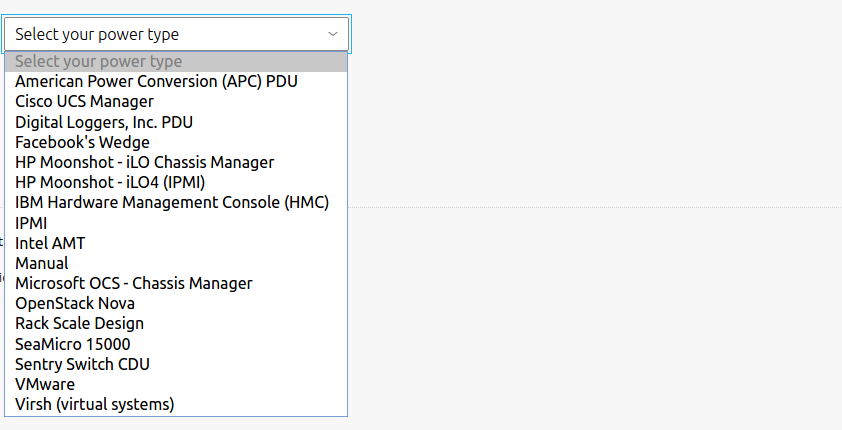 Select your power type
Select your power type
American Power Conversion (APC) PDU
Cisco UCS Manager
Digital Loggers, Inc. PDU
Facebook's Wedge
HP Moonshot - iLO Chassis Manager
HP Moonshot - iLO4 (IPMI)
IBM Hardware Management Console (HMC)
IPMI
Intel AMT
Manual
Microsoft OCS - Chassis Manager
OpenStack Nova
Rack Scale Design
SeaMicro 15000
Sentry Switch CDU
VMware
Virsh (virtual systems)